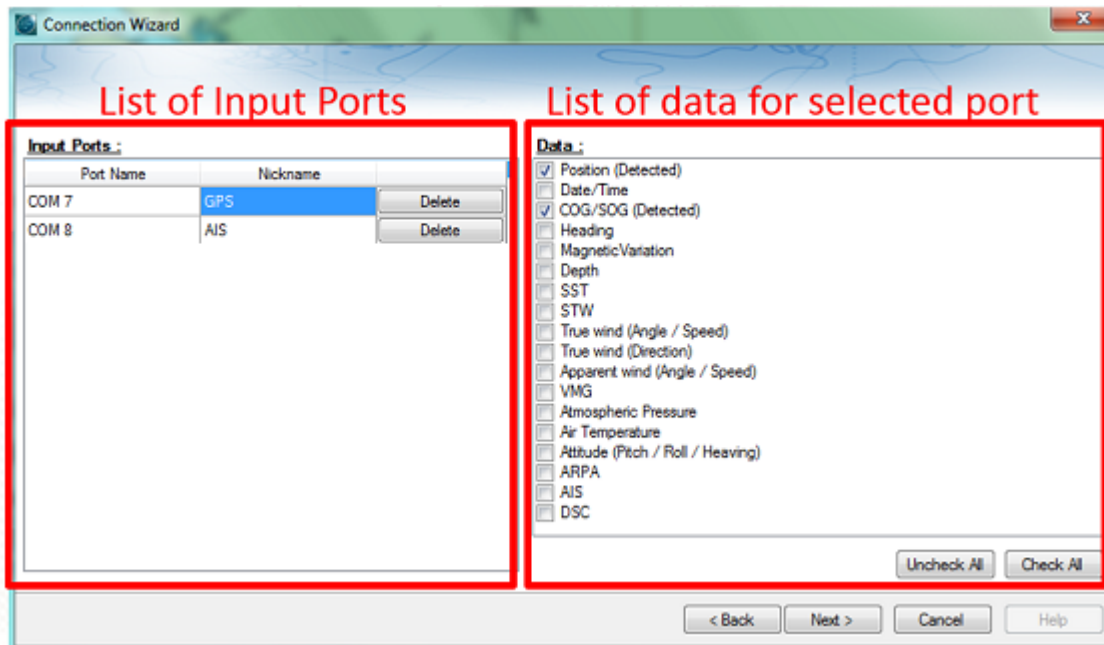 Connection Wizard
x
List of Input Ports
List of data for selected port
Input Ports :
Port Name Nickname
COM 7 GPS Delete
COM 8 AIS Delete
Data :
Position (Detected)
Date/Time
COG/SOG (Detected)
Heading
MagneticVariation
Depth
SST
STW
True wind (Angle / Speed)
True wind (Direction)
Apparent wind (Angle / Speed)
VMG
Atmospheric Pressure
Air Temperature
Attitude (Pitch / Roll / Heaving)
ARPA
AIS
DSC
Uncheck All Check All
< Back Next > Cancel Help